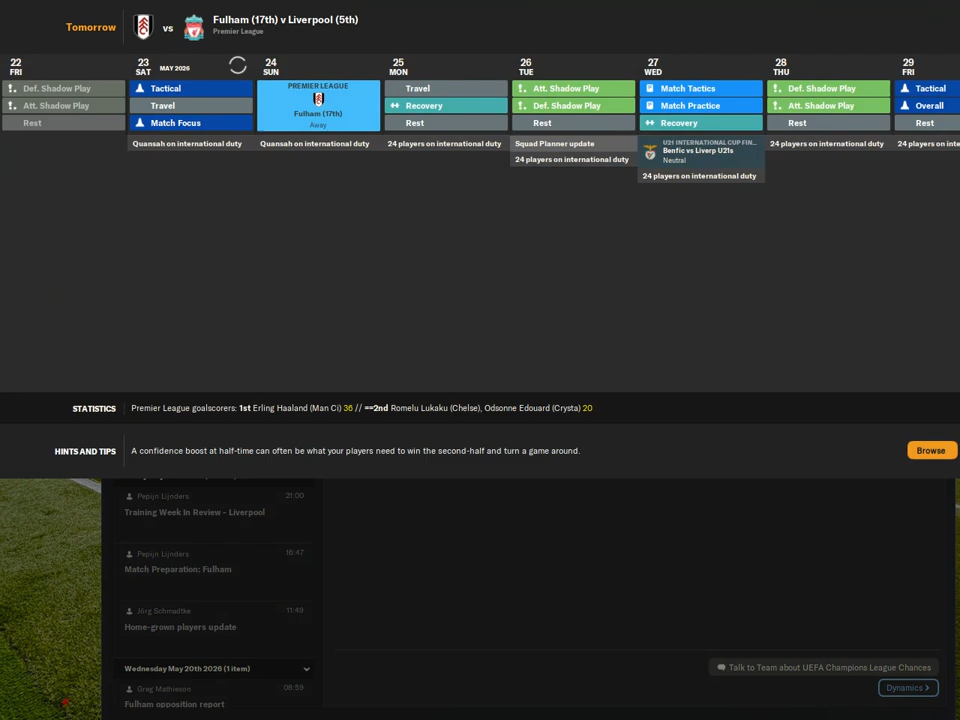 Tomorrow
vs
Fulham (17th) v Liverpool (5th)
Premier League
22
FRI
23
SAT MAY 2026
24
SUN
25
MON
26
TUE
27
WED
28
THU
29
FRI
Def. Shadow Play
Att. Shadow Play
Rest
Tactical
Travel
Match Focus
Quansah on international duty
PREMIER LEAGUE
Fulham (17th)
Away
Quansah on international duty
Travel
Recovery
Rest
24 players on international duty
Att. Shadow Play
Def. Shadow Play
Rest
Squad Planner update
24 players on international duty
Match Tactics
Match Practice
Recovery
U21 INTERNATIONAL CUP FIN...
Benfic vs Liverp U21s
Neutral
24 players on international duty
Def. Shadow Play
Att. Shadow Play
Rest
24 players on international duty
Tactical
Overall
Rest
24 players on inte
STATISTICS
Premier League goalscorers: 1st Erling Haaland (Man Ci) 36 // ==2nd Romelu Lukaku (Chelse), Odsonne Edouard (Crysta) 20
HINTS AND TIPS
A confidence boost at half-time can often be what your players need to win the second-half and turn a game around.
Browse
Pepijn Lijnders 21:00
Training Week In Review - Liverpool
Pepijn Lijnders 16:47
Match Preparation: Fulham
Jörg Schmadtke 11:49
Home-grown players update
Wednesday May 20th 2026 (1 item)
Greg Mathieson 08:59
Fulham opposition report
Talk to Team about UEFA Champions League Chances
Dynamics >